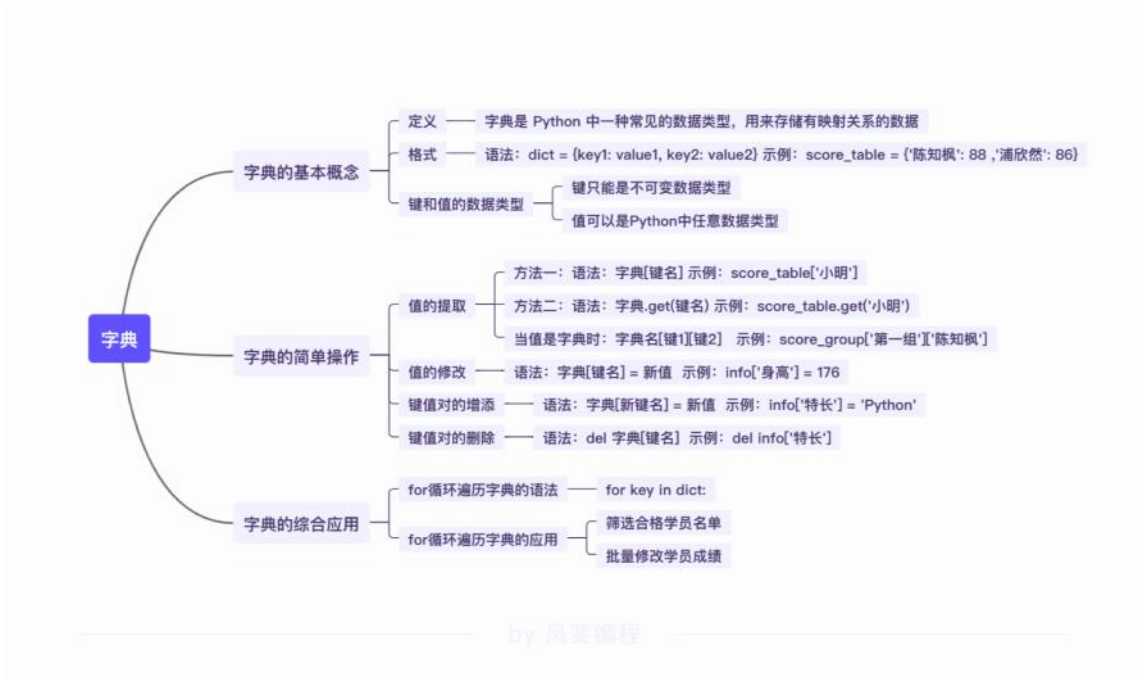 字典
字典的基本概念
定义
字典是 Python 中一种常见的数据类型，用来存储有映射关系的数据
格式
语法：dict = {key1: value1, key2: value2} 示例：score_table = {'陈知枫': 88 ,'浦欣然': 86}
键和值的数据类型
键只能是不可变数据类型
值可以是Python中任意数据类型
字典的简单操作
值的提取
方法一：语法：字典[键名] 示例：score_table['小明']
方法二：语法：字典.get(键名) 示例：score_table.get('小明')
当值是字典时：字典名[键1][键2] 示例：score_group['第一组']['陈知枫']
值的修改
语法：字典[键名] = 新值 示例：info['身高'] = 176
键值对的增添
语法：字典[新键名] = 新值 示例：info['特长'] = 'Python'
键值对的删除
语法：del 字典[键名] 示例：del info['特长']
字典的综合应用
for循环遍历字典的语法
for key in dict:
for循环遍历字典的应用
筛选合格学员名单
批量修改学员成绩
by 风变编程